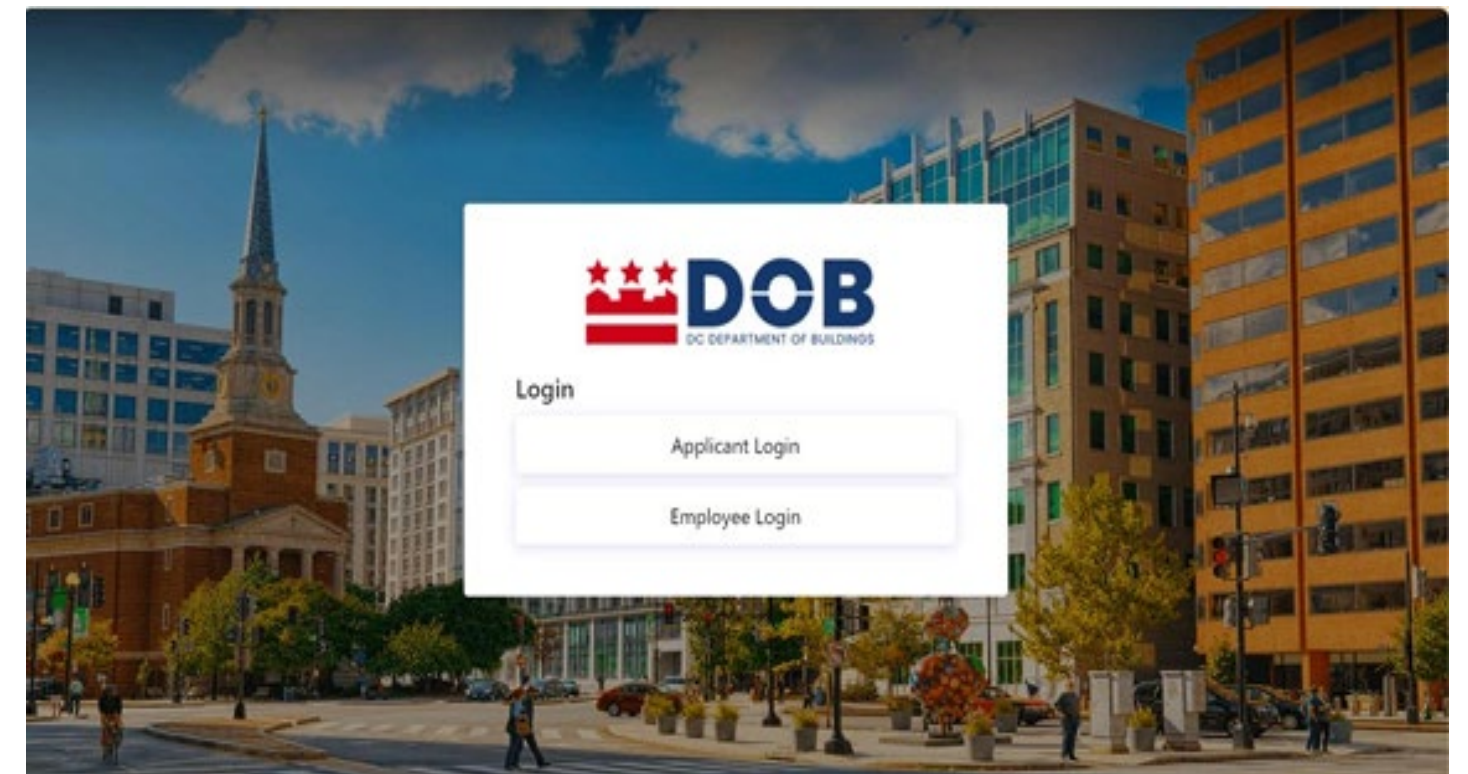 DOB
DC DEPARTMENT OF BUILDINGS
Login
Applicant Login
Employee Login